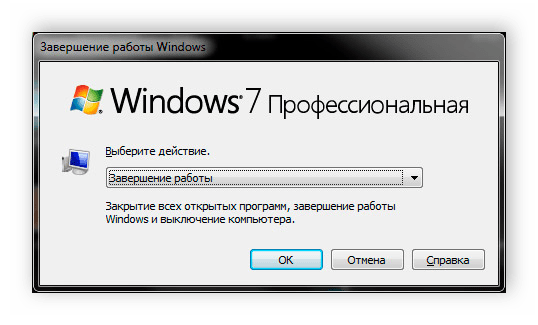 Завершение работы Windows
Windows 7 Профессиональная
Выберите действие.
Завершение работы
Закрытие всех открытых программ, завершение работы
Windows и выключение компьютера.
OK Отмена Справка